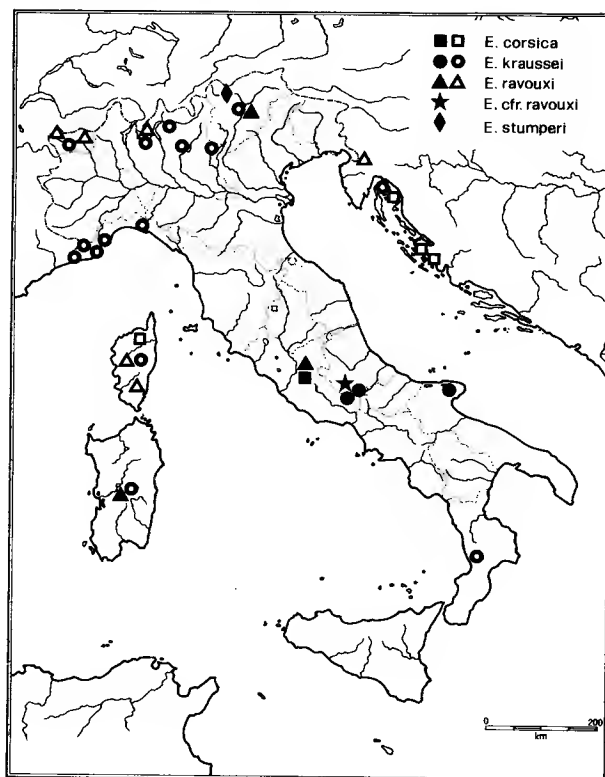 E. corsica
E. kraussei
E. ravouxi
E. cfr. ravouxi
E. stumperi
0 200
km